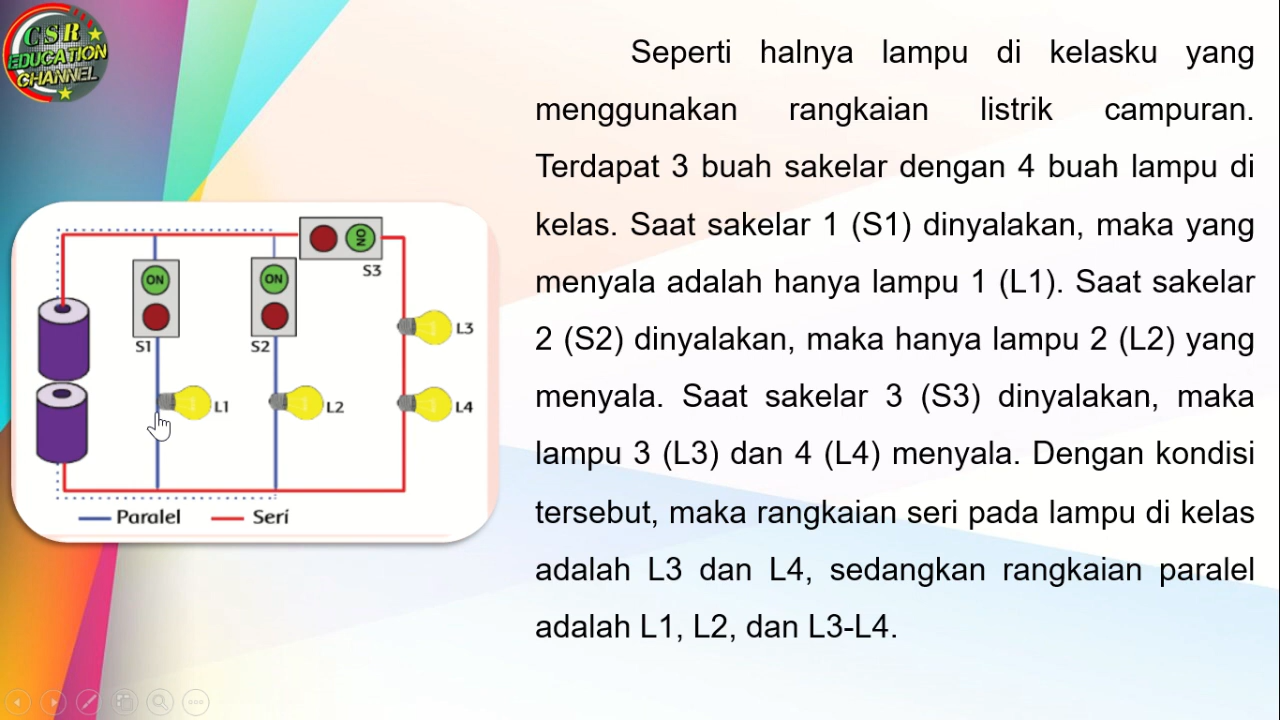 CSR
EDUCATION
CHANNEL
Seperti halnya lampu di kelasku yang
menggunakan rangkaian listrik campuran.
Terdapat 3 buah sakelar dengan 4 buah lampu di
kelas. Saat sakelar 1 (S1) dinyalakan, maka yang
menyala adalah hanya lampu 1 (L1). Saat sakelar
2 (S2) dinyalakan, maka hanya lampu 2 (L2) yang
menyala. Saat sakelar 3 (S3) dinyalakan, maka
lampu 3 (L3) dan 4 (L4) menyala. Dengan kondisi
tersebut, maka rangkaian seri pada lampu di kelas
adalah L3 dan L4, sedangkan rangkaian paralel
adalah L1, L2, dan L3-L4.
ON
S3
ON
ON
S1
S2
L3
L1
L2
L4
Paralel
Seri